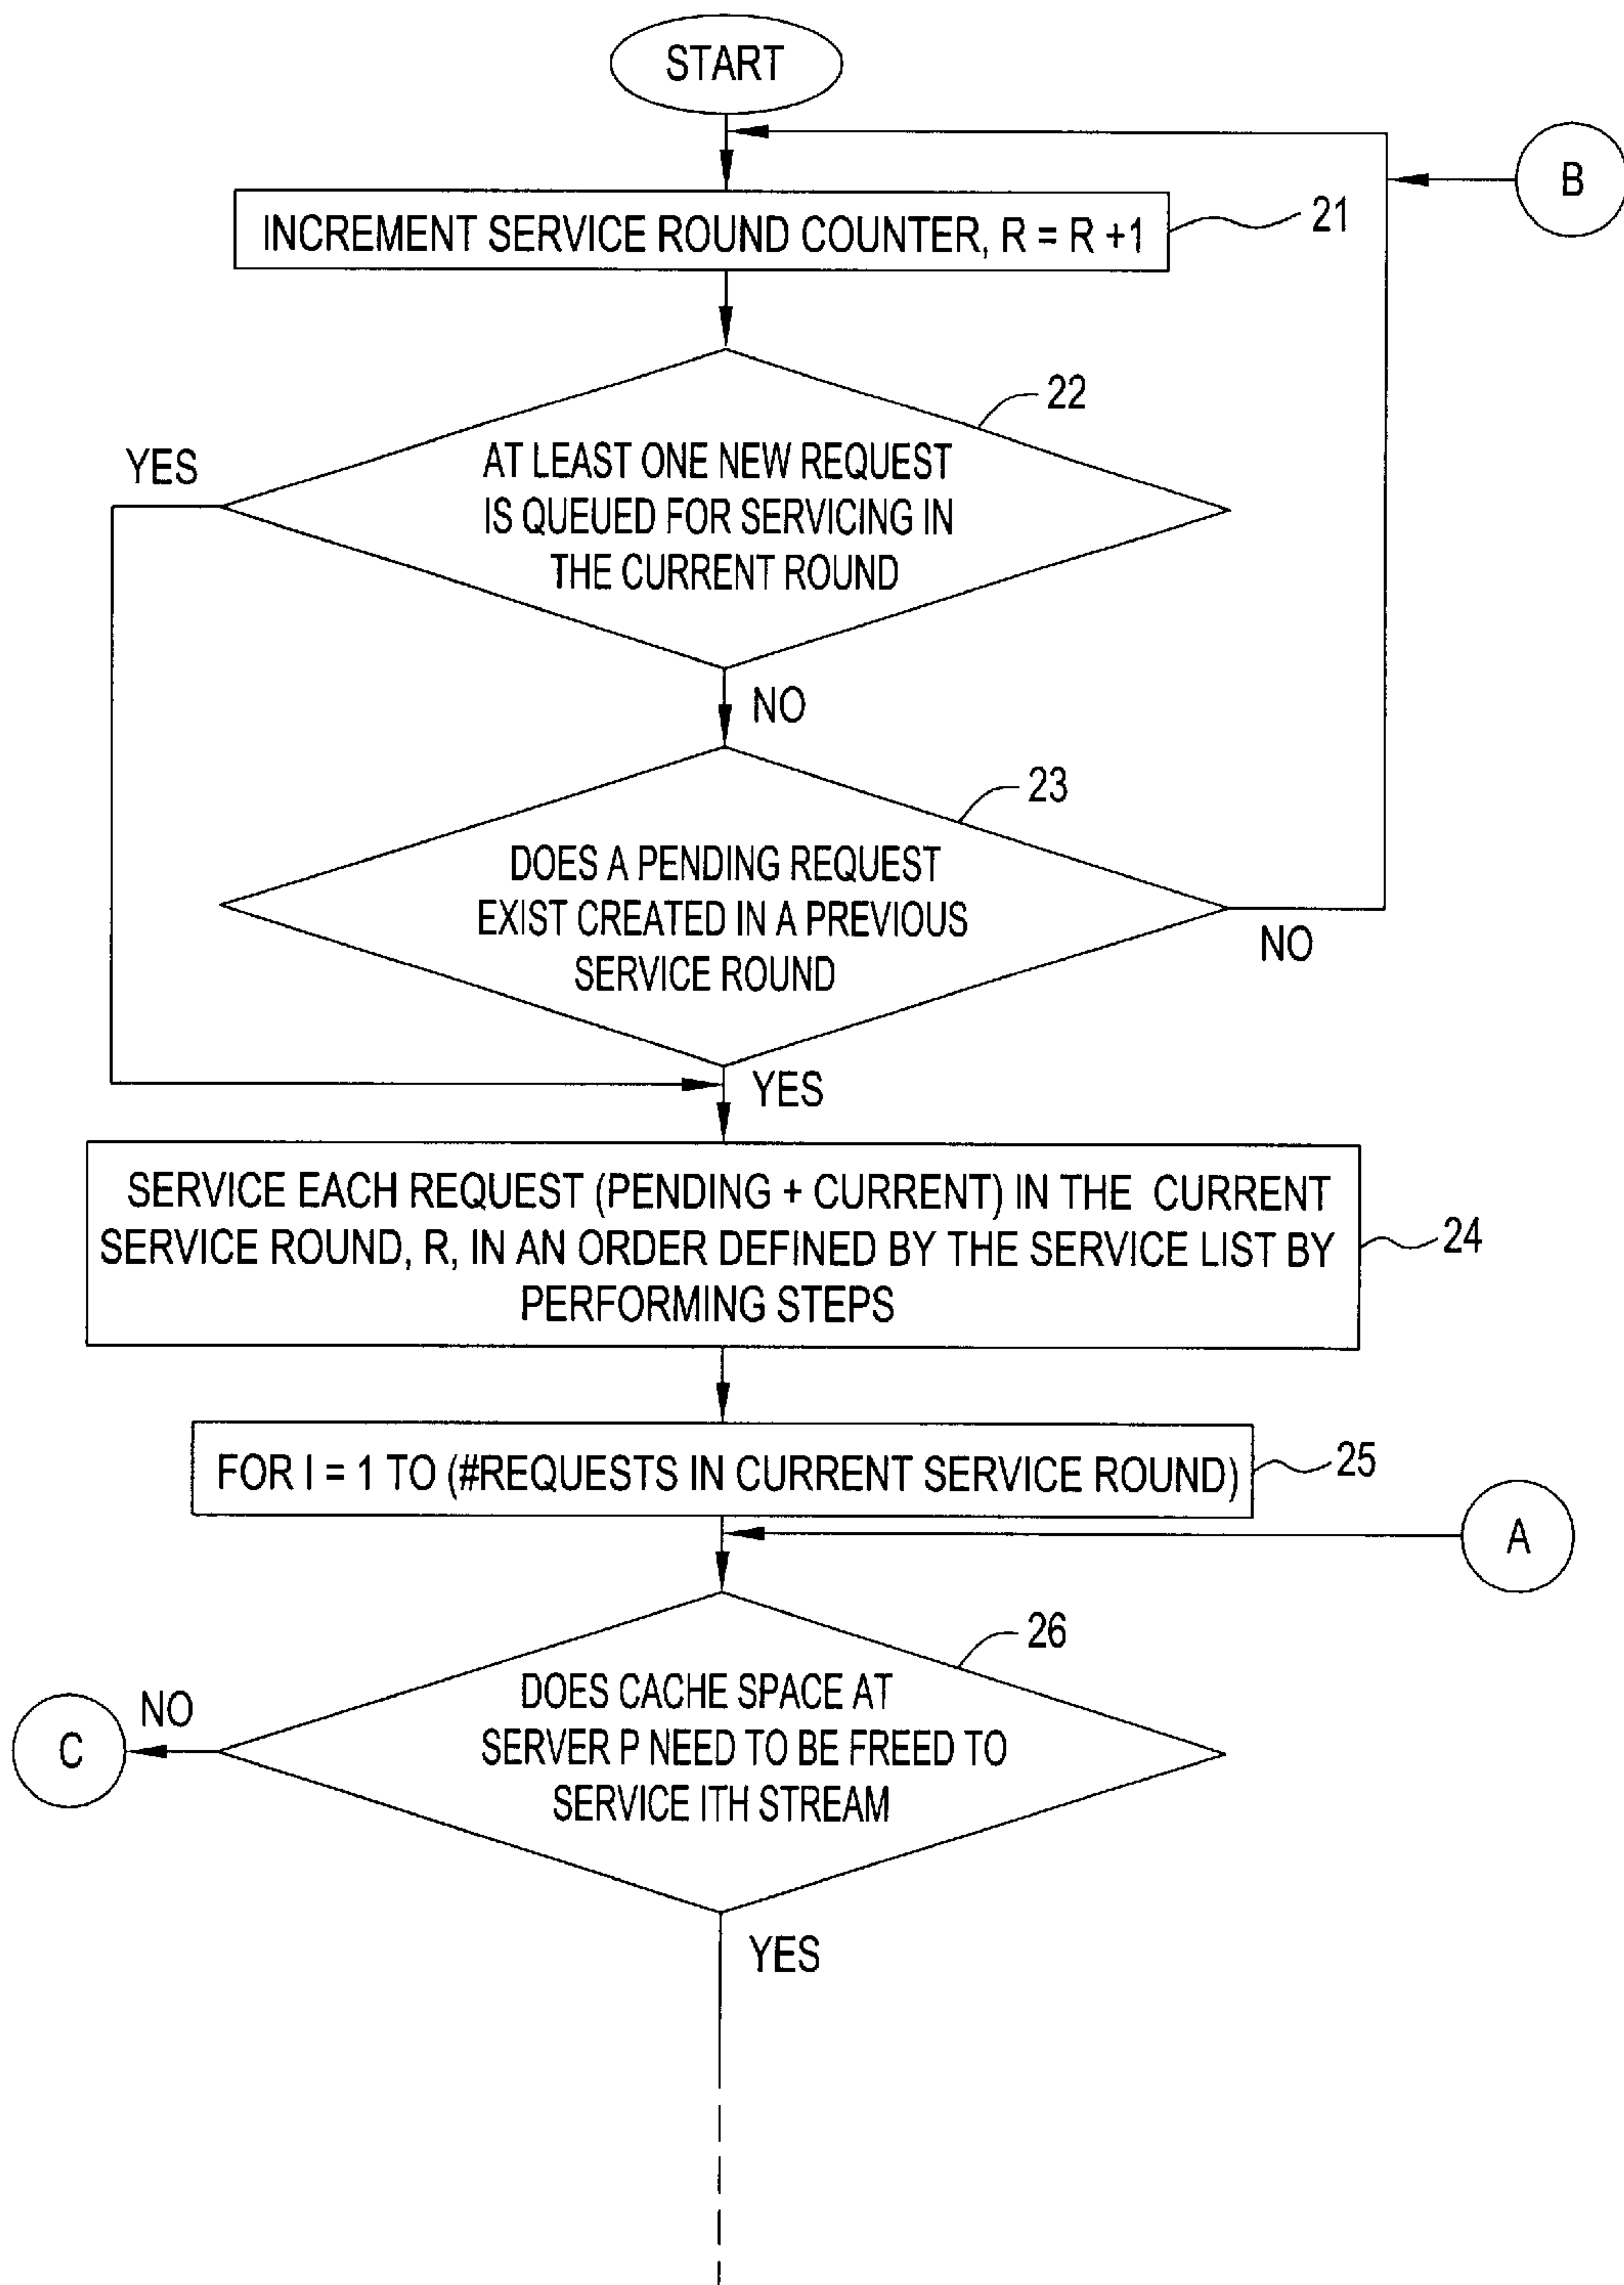 START
B
INCREMENT SERVICE ROUND COUNTER, R = R +1
21
22
YES
AT LEAST ONE NEW REQUEST
IS QUEUED FOR SERVICING IN
THE CURRENT ROUND
NO
23
DOES A PENDING REQUEST
EXIST CREATED IN A PREVIOUS
SERVICE ROUND
NO
YES
SERVICE EACH REQUEST (PENDING + CURRENT) IN THE CURRENT
SERVICE ROUND, R, IN AN ORDER DEFINED BY THE SERVICE LIST BY
PERFORMING STEPS
24
FOR I = 1 TO (#REQUESTS IN CURRENT SERVICE ROUND)
25
A
26
DOES CACHE SPACE AT
SERVER P NEED TO BE FREED TO
SERVICE ITH STREAM
NO
C
YES